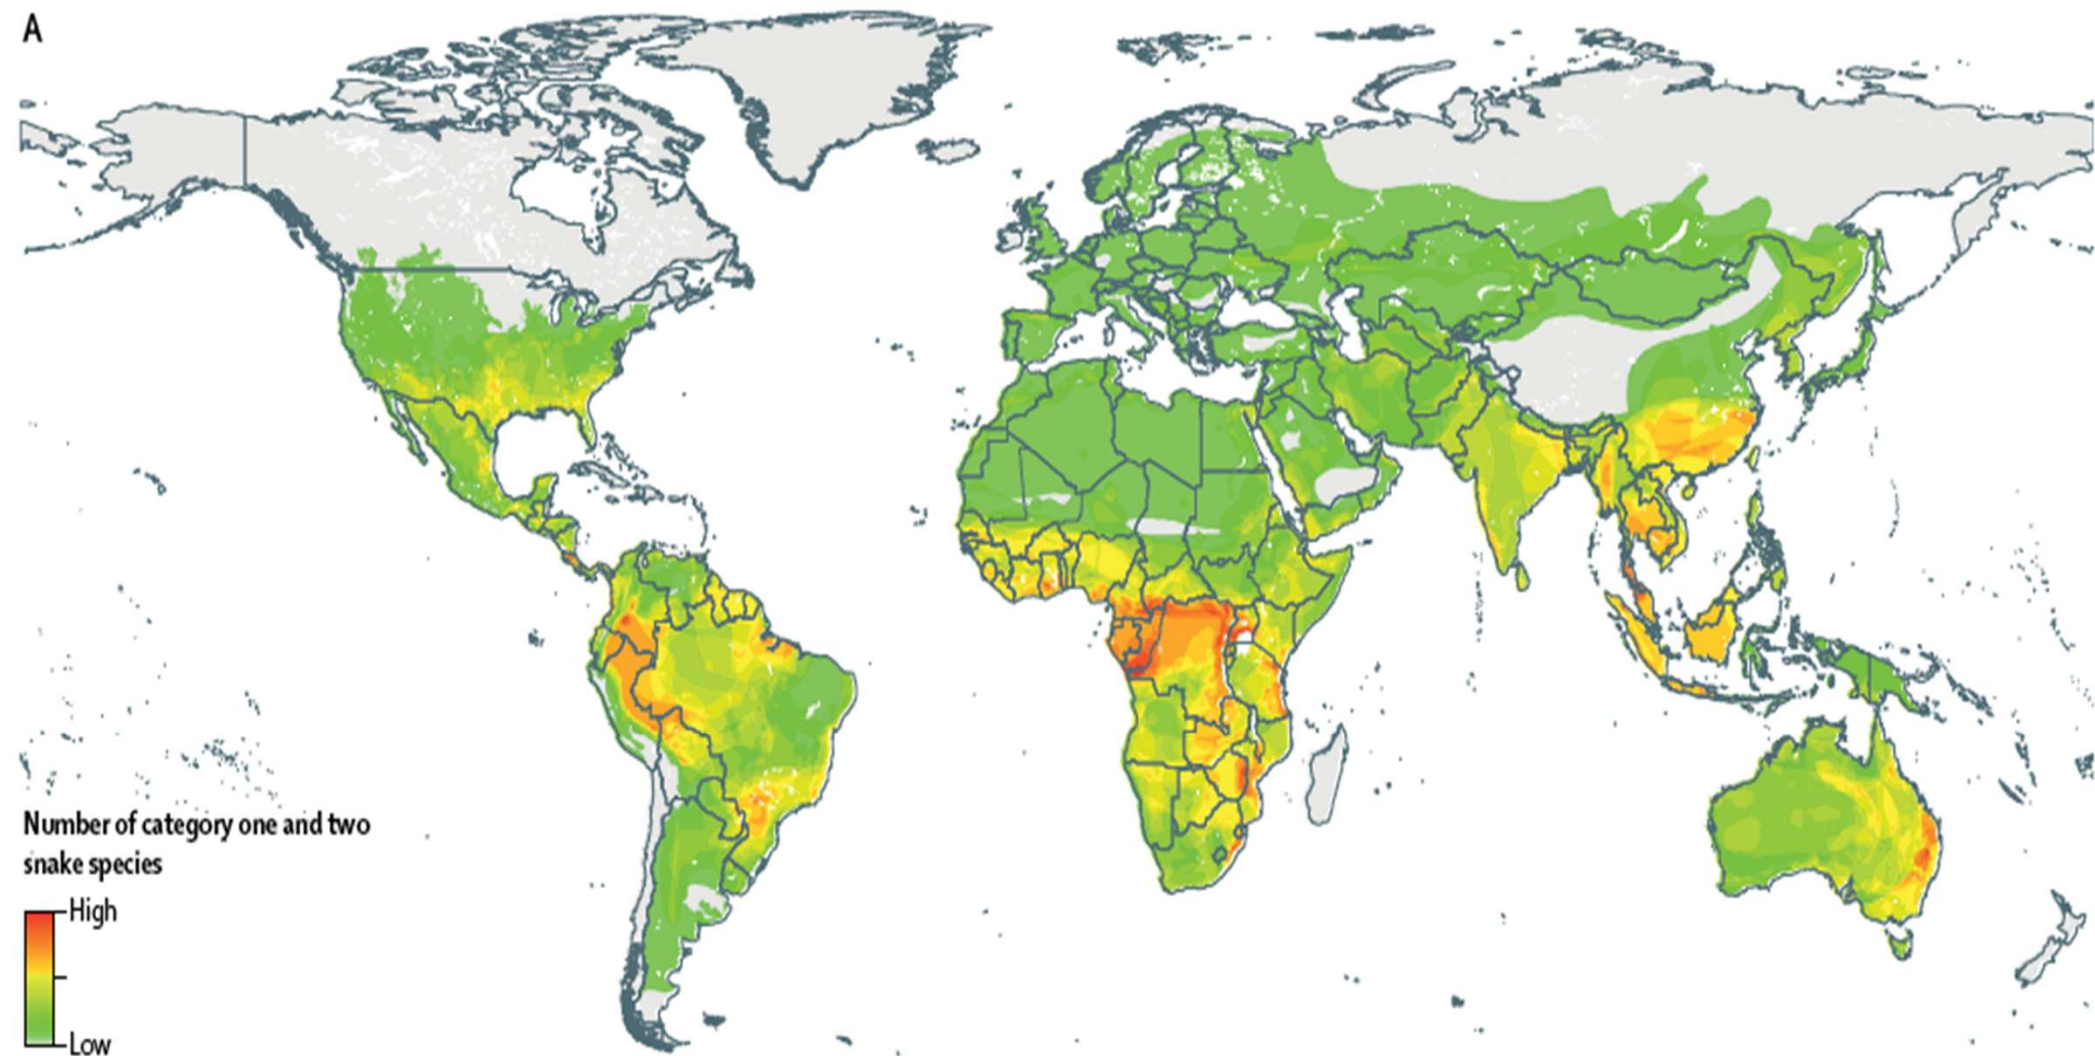 A
Number of category one and two
snake species
High
Low